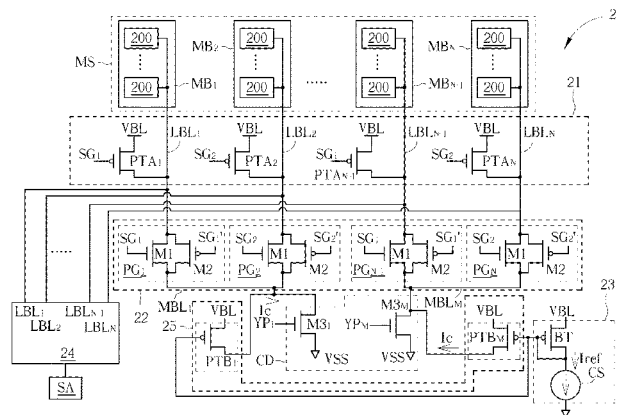 2
MS
200 200 200 200
MB1 MB2 MBN-1 MBN
200 200 200 200
21
VBL VBL VBL VBL
LBL1 LBL2 LBLN-1 LBLN
SG1 SG2 SG1 SG2
PTA1 PTA2 PTAN-1 PTAN
SG1 SG1' SG2 SG2' SG1 SG1' SG2 SG2'
M1 M1 M1 M1
PG1 M2 PG2 M2 PGN-1 M2 PGN M2
22 MBL1 MBLM 23
LBL1 LBL2 LBLN-1 LBLN
24
SA
25 VBL Ic M3M VBL VBL
YP1 M31 YPM Ic
PTB1 CD VSS VSS PTBM BT
Iref
CS